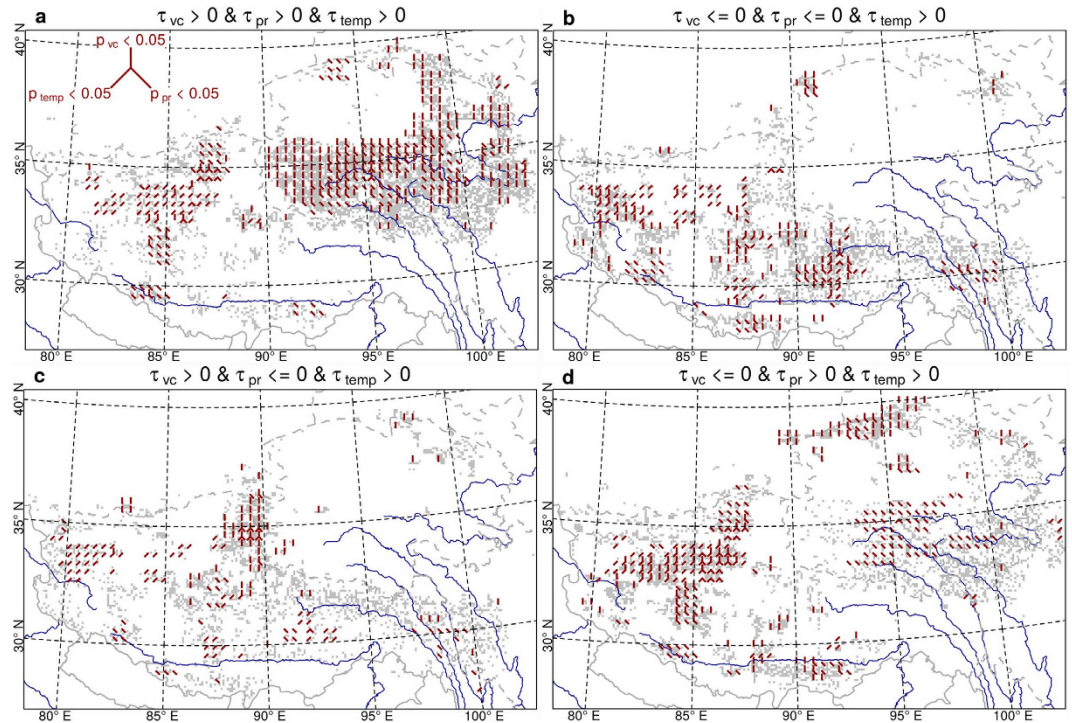 a τvc > 0 & τpr > 0 & τtemp > 0
b τvc <= 0 & τpr <= 0 & τtemp > 0
40° N
p vc < 0.05
p temp < 0.05
p pr < 0.05
35° N
30° N
80° E 85° E 90° E 95° E 100° E
40° N
35° N
30° N
80° E 85° E 90° E 95° E 100° E
c τvc > 0 & τpr <= 0 & τtemp > 0
d τvc <= 0 & τpr > 0 & τtemp > 0
40° N
35° N
30° N
80° E 85° E 90° E 95° E 100° E
40° N
35° N
30° N
80° E 85° E 90° E 95° E 100° E